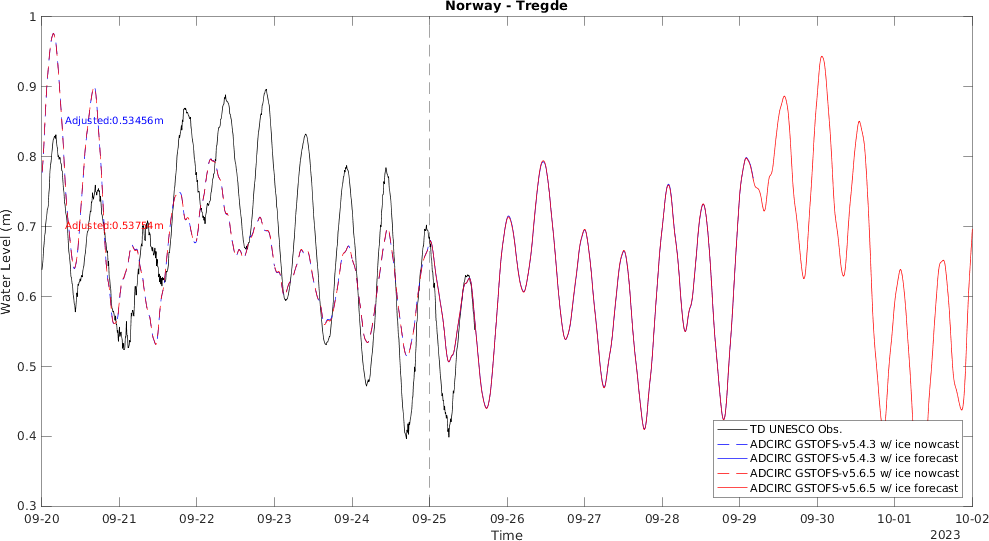 Norway - Tregde
1
0.9
0.8
0.7
0.6
0.5
0.4
0.3
Water Level (m)
Adjusted:0.53456m
TD UNESCO Obs.
ADCIRC GSTOFS-v5.4.3 w/ ice nowcast
ADCIRC GSTOFS-v5.4.3 w/ ice forecast
ADCIRC GSTOFS-v5.6.5 w/ ice nowcast
ADCIRC GSTOFS-v5.6.5 w/ ice forecast
09-20 09-21 09-22 09-23 09-24 09-25 09-26 09-27 09-28 09-29 09-30 10-01 10-02
Time
2023